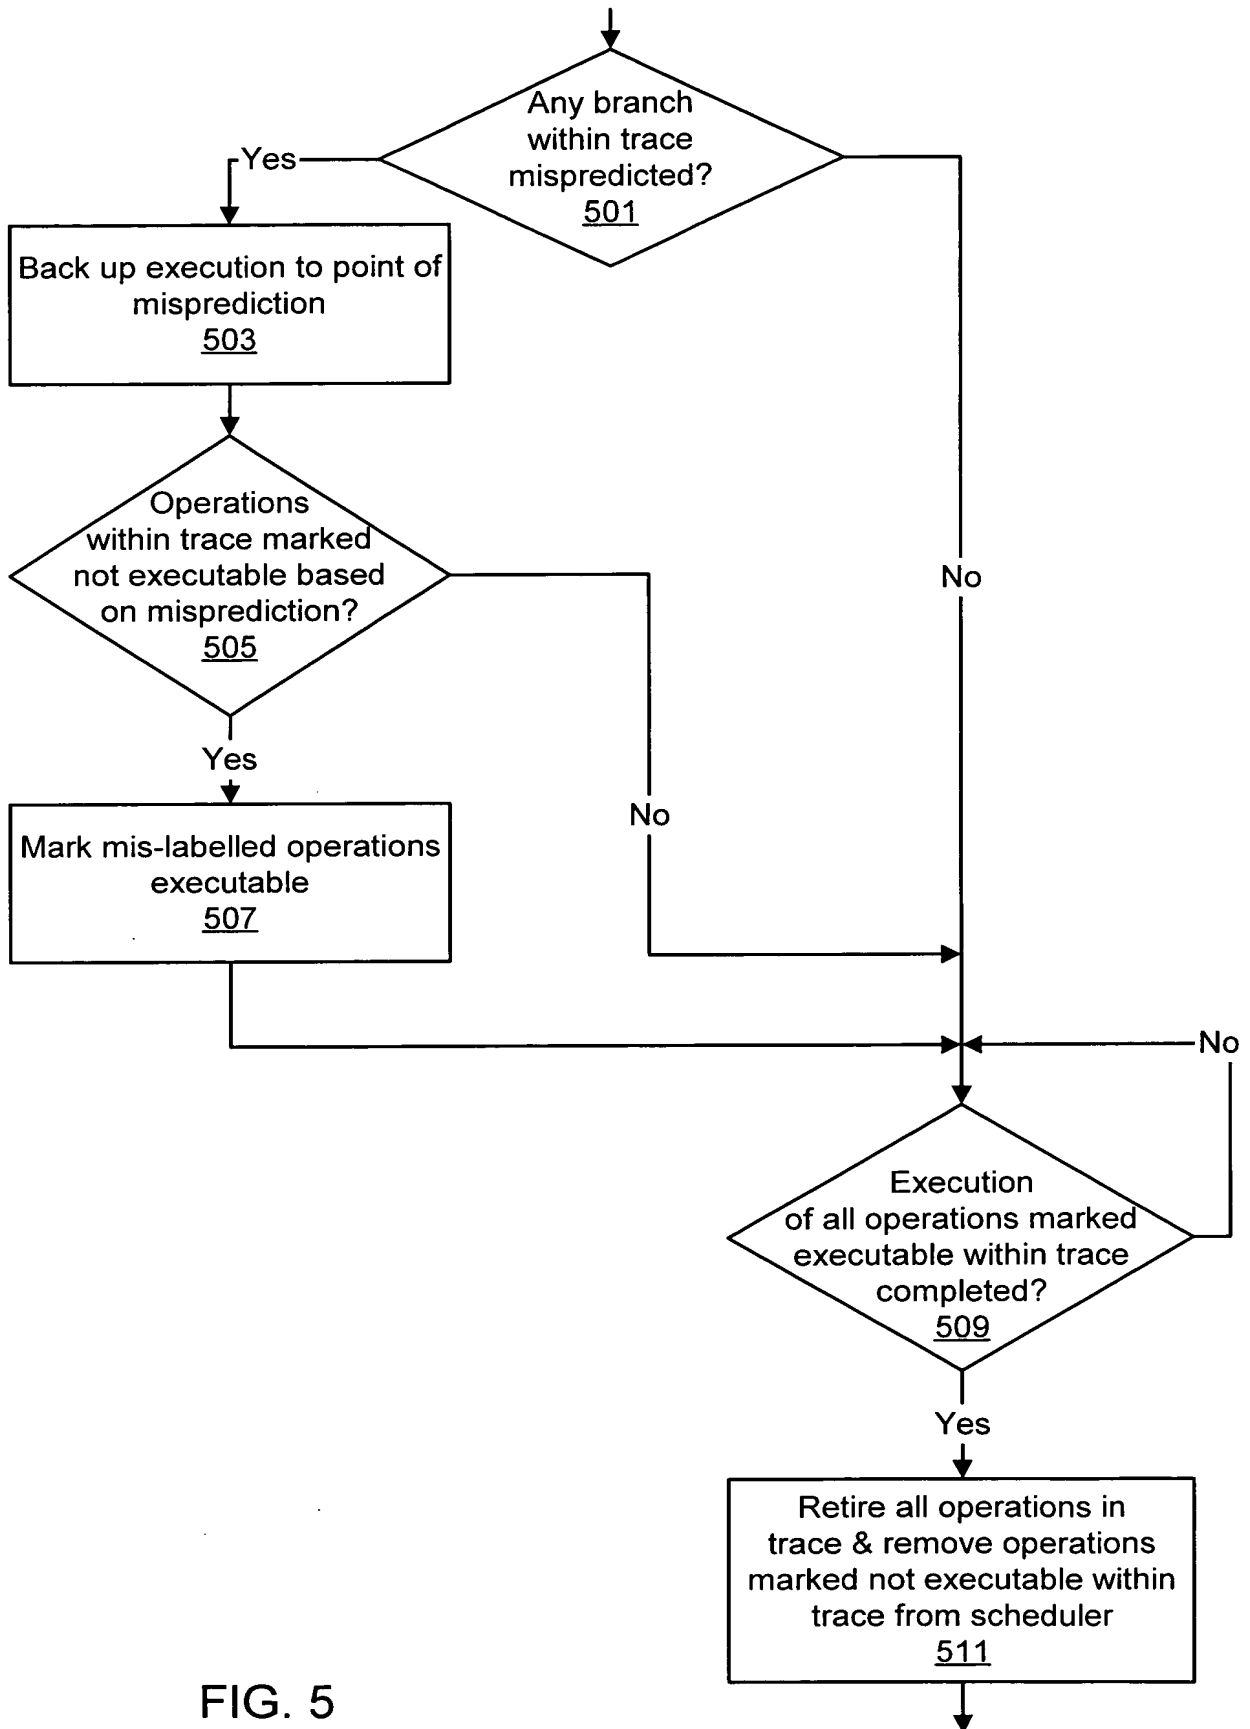 Any branch
within trace
mispredicted?
501
Yes
Back up execution to point of
misprediction
503
Operations
within trace marked
not executable based
on misprediction?
505
No
Yes
No
Mark mis-labelled operations
executable
507
No
Execution
of all operations marked
executable within trace
completed?
509
Yes
Retire all operations in
trace & remove operations
marked not executable within
trace from scheduler
511
FIG. 5